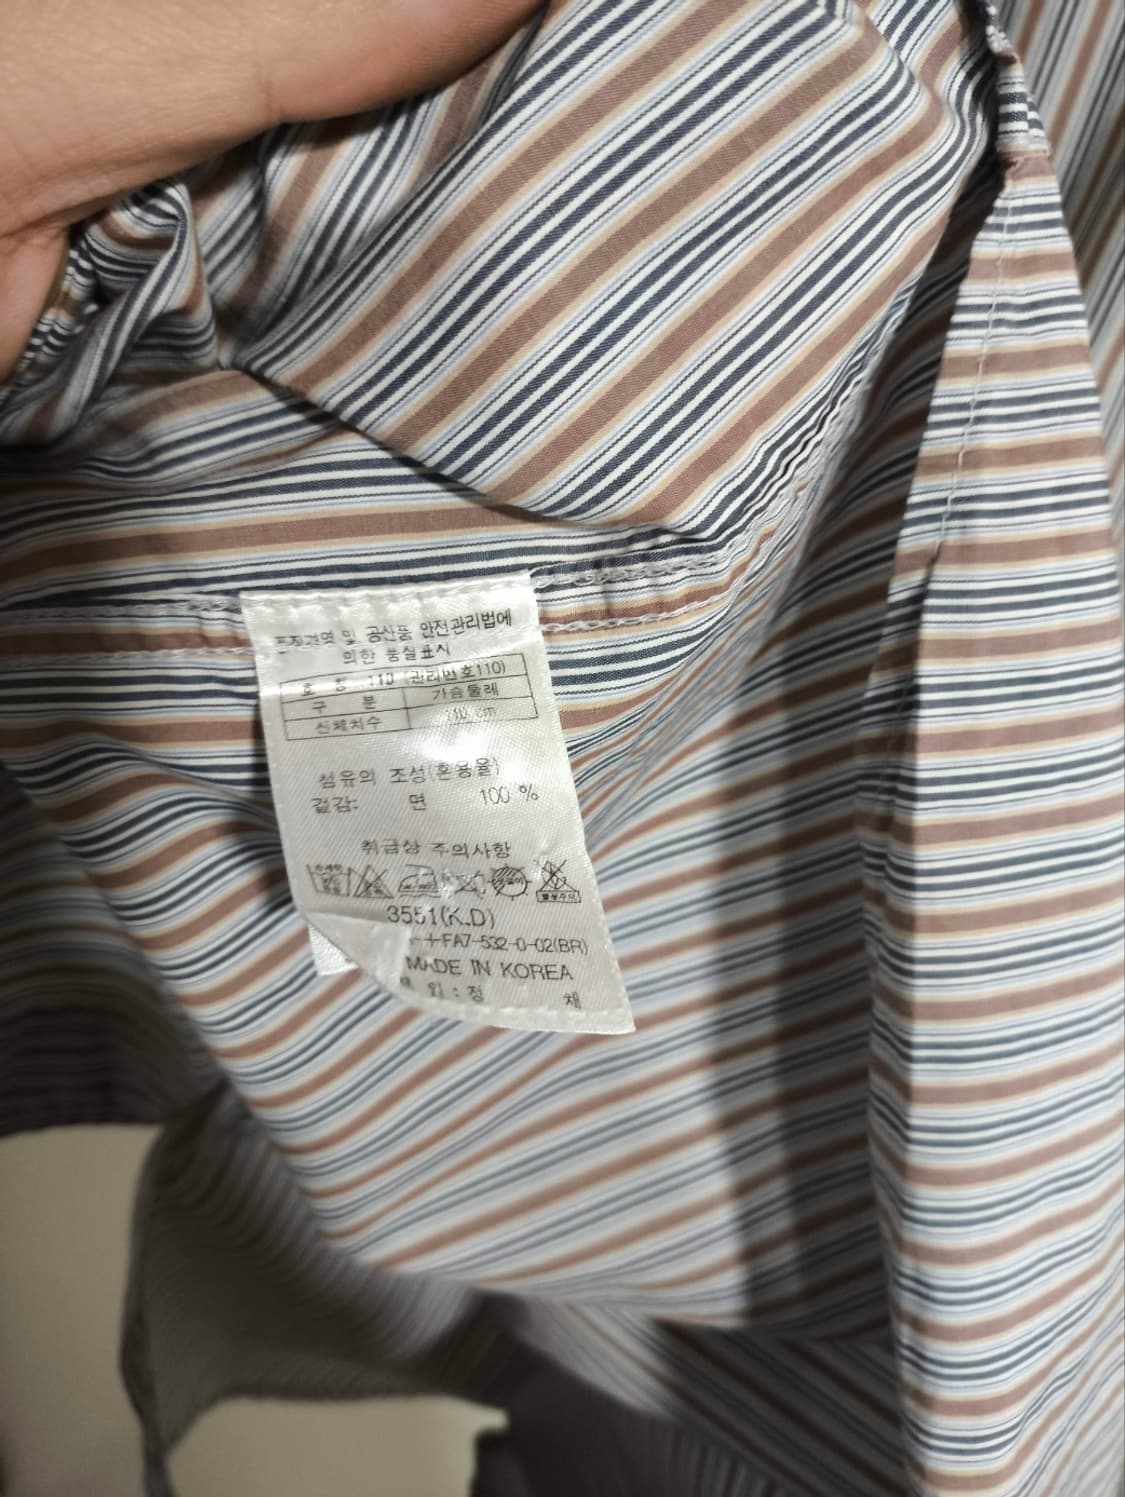 품질경영 및 공산품 안전관리법에
의한 품질표시
호 칭 110 (관리번호110)
구 분 가슴둘레
신체치수 110 cm
섬유의 조성(혼용율)
겉감: 면 100 %
취급상 주의사항
3551(K.D)
FA7-532-0-02(BR)
MADE IN KOREA
위 : 정 채